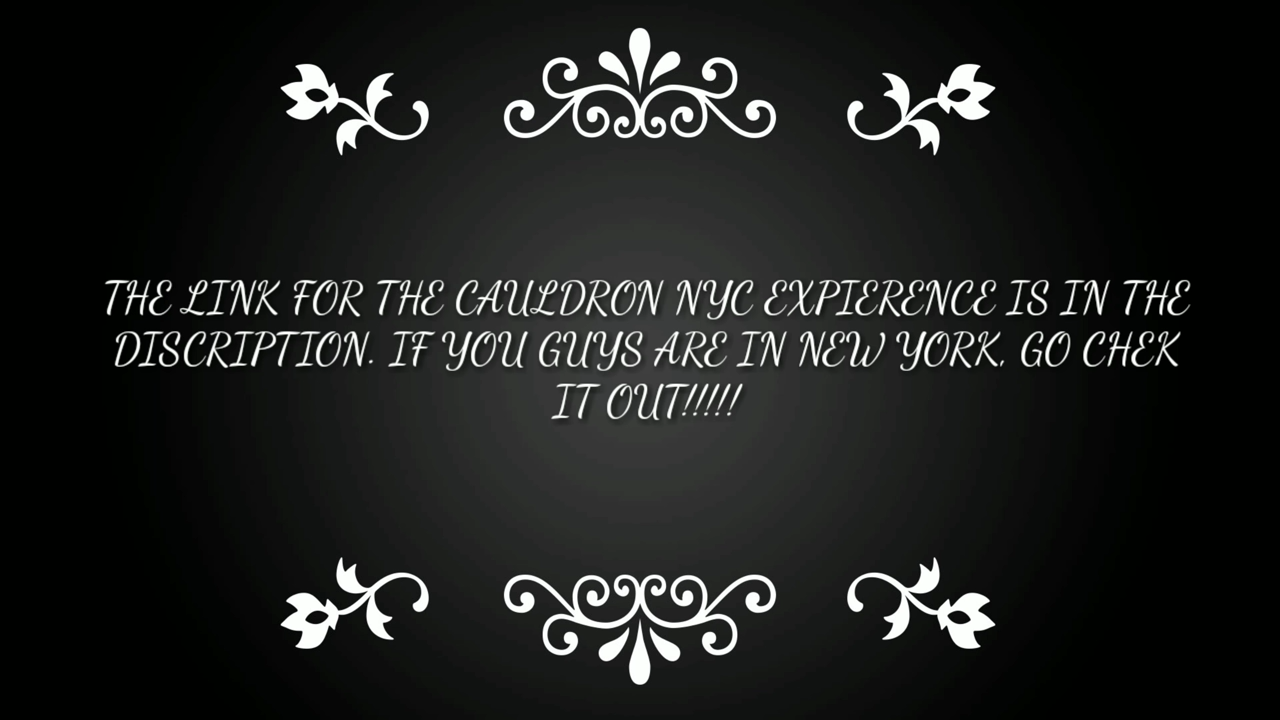 THE LINK FOR THE CAULDRON NYC EXPIERENCE IS IN THE
DISCRIPTION. IF YOU GUYS ARE IN NEW YORK, GO CHEK
IT OUT!!!!!